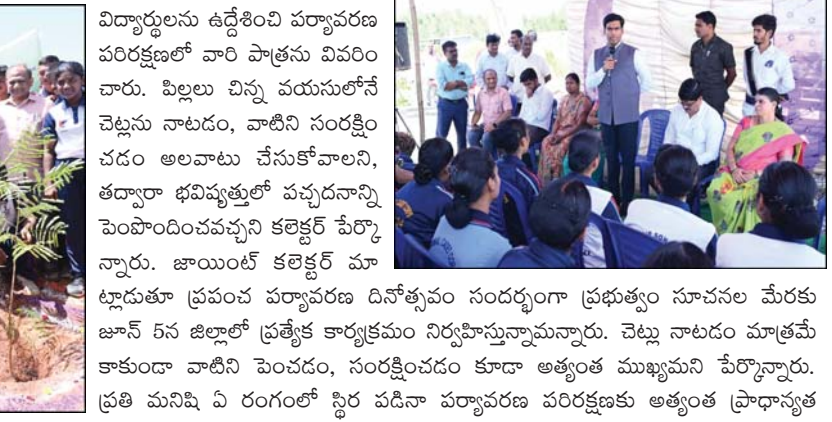 విద్యార్థులను ఉద్దేశించి పర్యావరణ
పరిరక్షణలో వారి పాత్రను వివరిం
చారు. పిల్లలు చిన్న వయసులోనే
చెట్లను నాటడం, వాటిని సంరక్షిం
చడం అలవాటు చేసుకోవాలని,
తద్వారా భవిష్యత్తులో పచ్చదనాన్ని
పెంపొందించవచ్చని కలెక్టర్ పేర్కొ
న్నారు. జాయింట్ కలెక్టర్ మా
ట్లాడుతూ ప్రపంచ పర్యావరణ దినోత్సవం సందర్భంగా ప్రభుత్వం సూచనల మేరకు
జూన్ 5న జిల్లాలో ప్రత్యేక కార్యక్రమం నిర్వహిస్తున్నామన్నారు. చెట్లు నాటడం మాత్రమే
కాకుండా వాటిని పెంచడం, సంరక్షించడం కూడా అత్యంత ముఖ్యమని పేర్కొన్నారు.
ప్రతి మనిషి ఏ రంగంలో స్థిర పడినా పర్యావరణ పరిరక్షణకు అత్యంత ప్రాధాన్యత